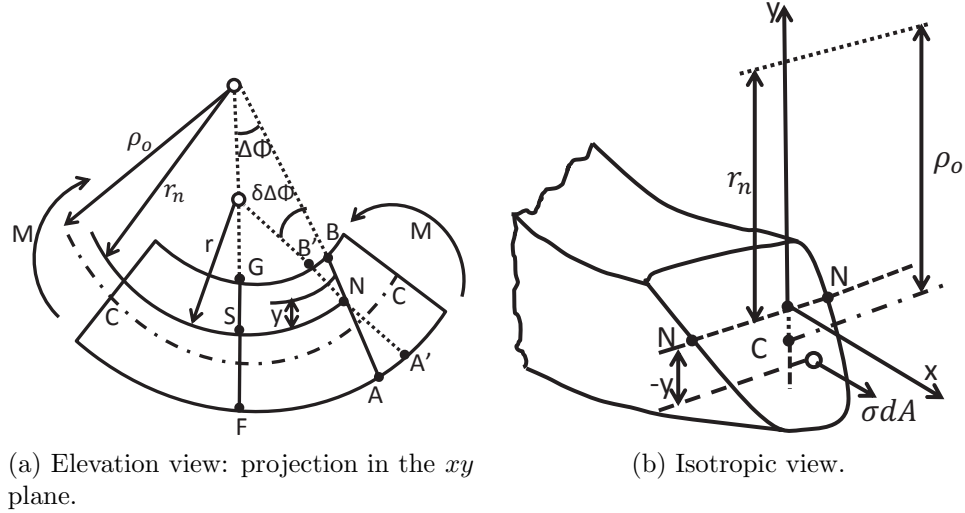 ρₒ
ΔΦ
rₙ
δΔΦ
M
r
B'
B
M
G
N
C
S
y
C
A'
A
F
(a) Elevation view: projection in the xy
plane.
y
rₙ
ρₒ
N
N
C
-y
x
σdA
(b) Isotropic view.